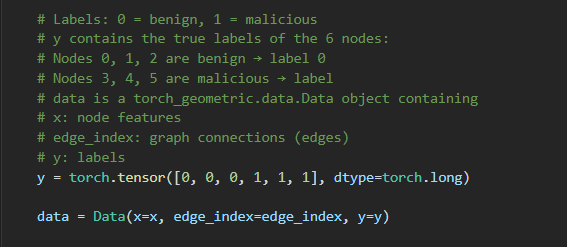 # Labels: 0 = benign, 1 = malicious
# y contains the true labels of the 6 nodes:
# Nodes 0, 1, 2 are benign → label 0
# Nodes 3, 4, 5 are malicious → label
# data is a torch_geometric.data.Data object containing
# x: node features
# edge_index: graph connections (edges)
# y: labels
y = torch.tensor([0, 0, 0, 1, 1, 1], dtype=torch.long)
data = Data(x=x, edge_index=edge_index, y=y)